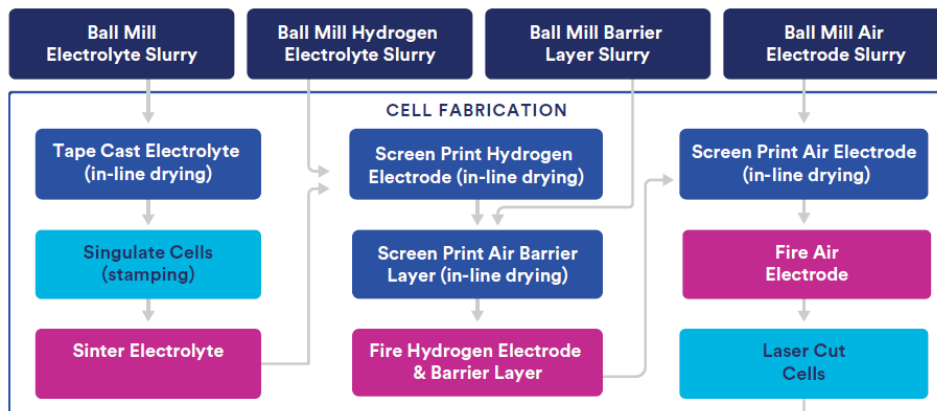 Ball Mill
Electrolyte Slurry
Ball Mill Hydrogen
Electrolyte Slurry
Ball Mill Barrier
Layer Slurry
Ball Mill Air
Electrode Slurry
CELL FABRICATION
Tape Cast Electrolyte
(in-line drying)
Screen Print Hydrogen
Electrode (in-line drying)
Screen Print Air Electrode
(in-line drying)
Singulate Cells
(stamping)
Screen Print Air Barrier
Layer (in-line drying)
Fire Air
Electrode
Sinter Electrolyte
Fire Hydrogen Electrode
& Barrier Layer
Laser Cut
Cells